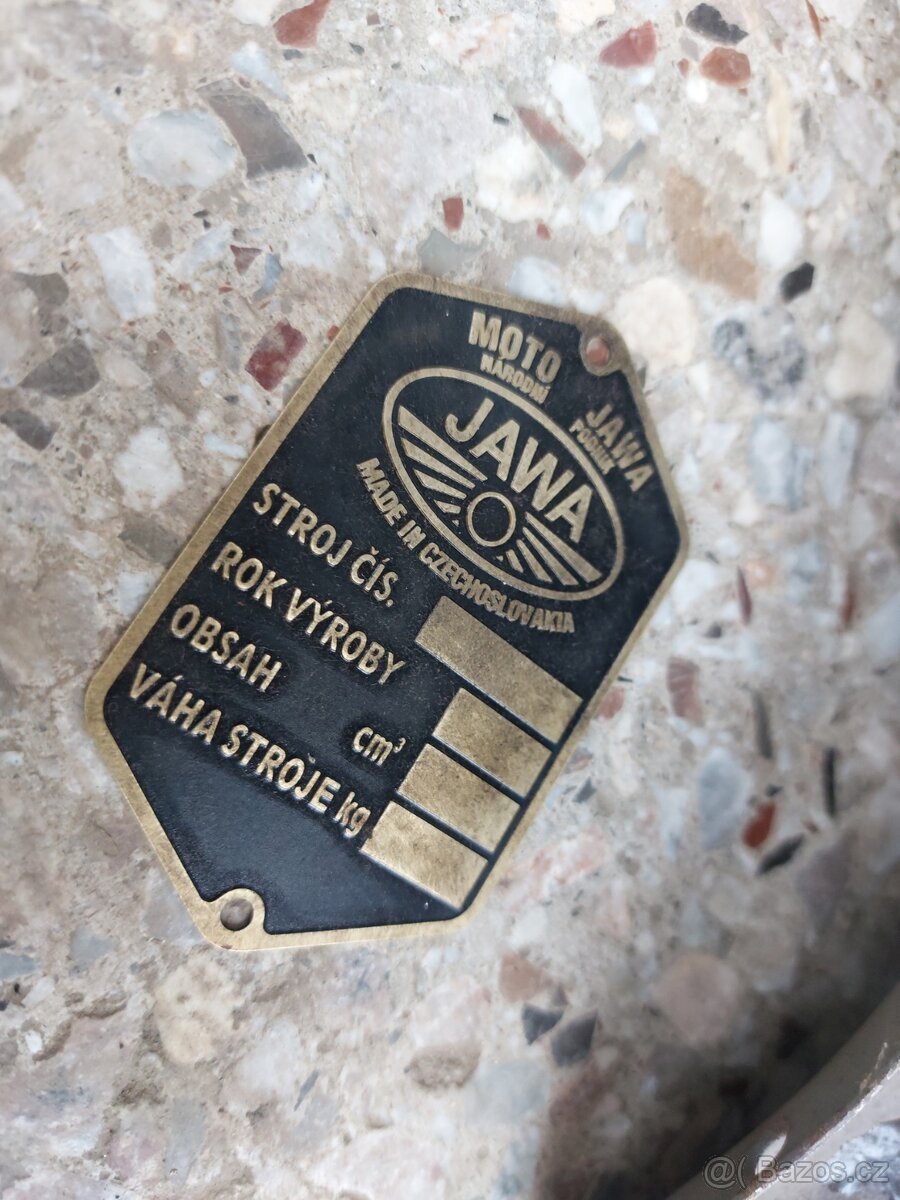 MOTO JAWA
NÁRODNÍ PODNIK
JAWA
MADE IN CZECHOSLOVAKIA
STROJ ČÍS.
ROK VÝROBY
OBSAH cm³
VÁHA STROJE kg
@( Bazos.cz